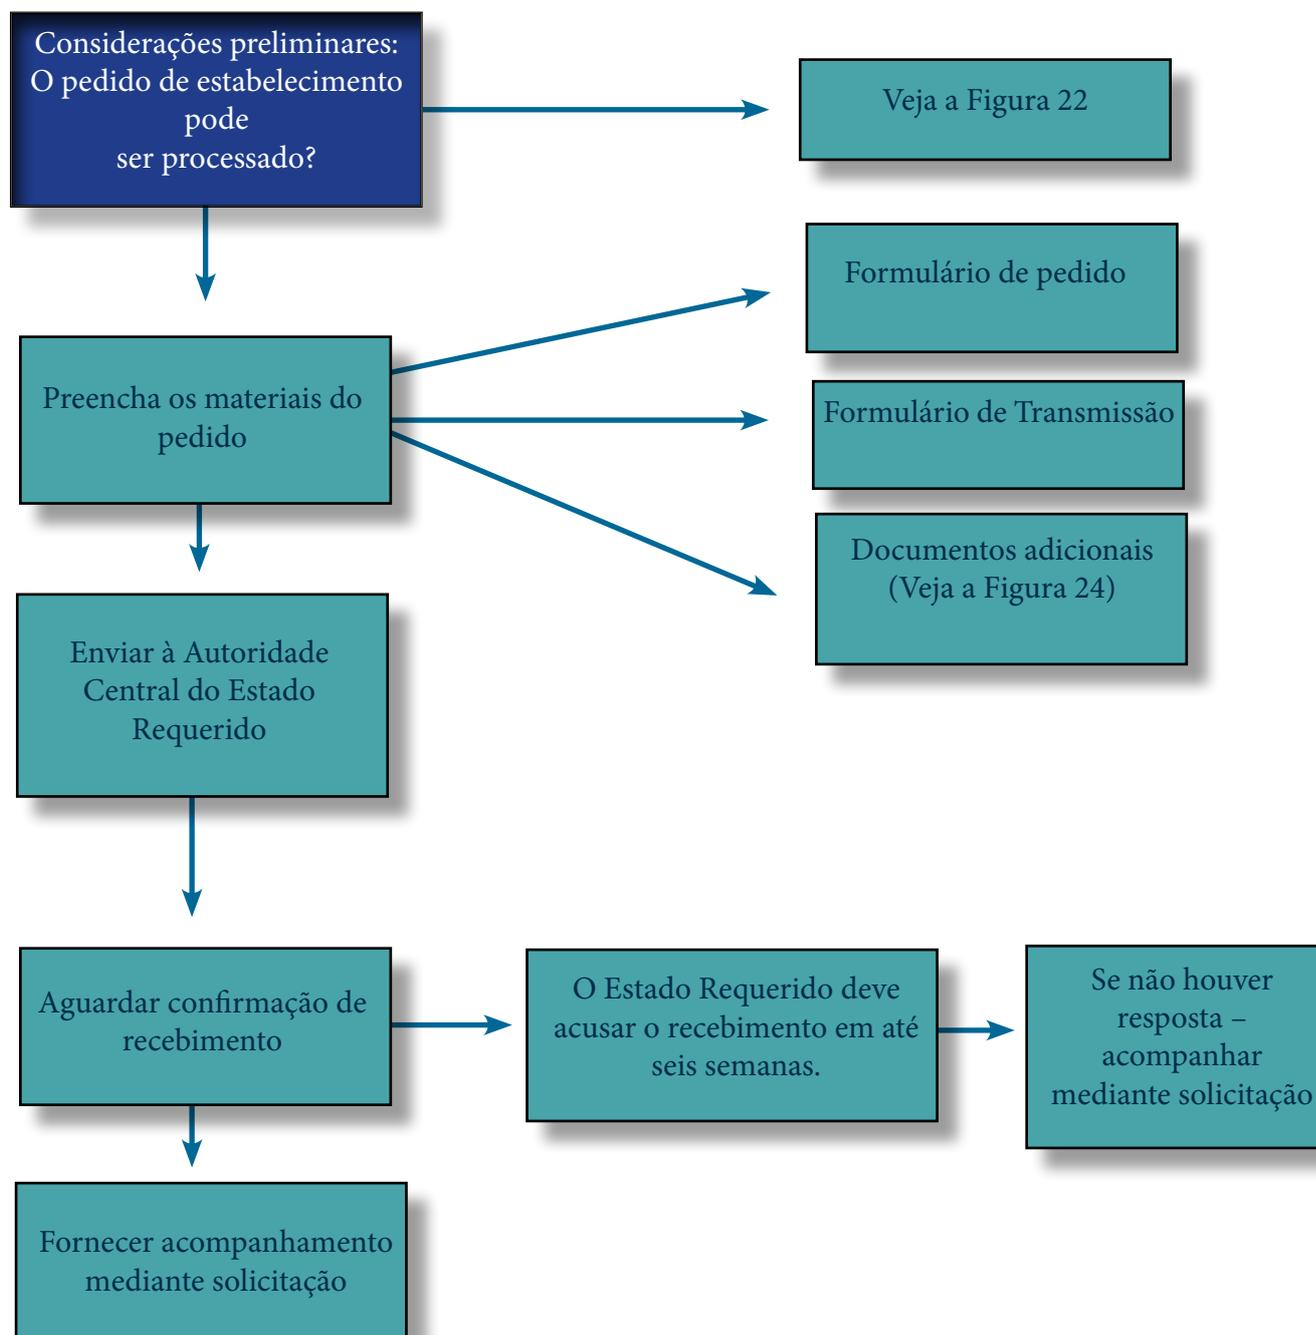 Considerações preliminares:
O pedido de estabelecimento
pode
ser processado?
Veja a Figura 22
Preencha os materiais do
pedido
Formulário de pedido
Formulário de Transmissão
Documentos adicionais
(Veja a Figura 24)
Enviar à Autoridade
Central do Estado
Requerido
Aguardar confirmação de
recebimento
O Estado Requerido deve
acusar o recebimento em até
seis semanas.
Se não houver
resposta –
acompanhar
mediante solicitação
Fornecer acompanhamento
mediante solicitação